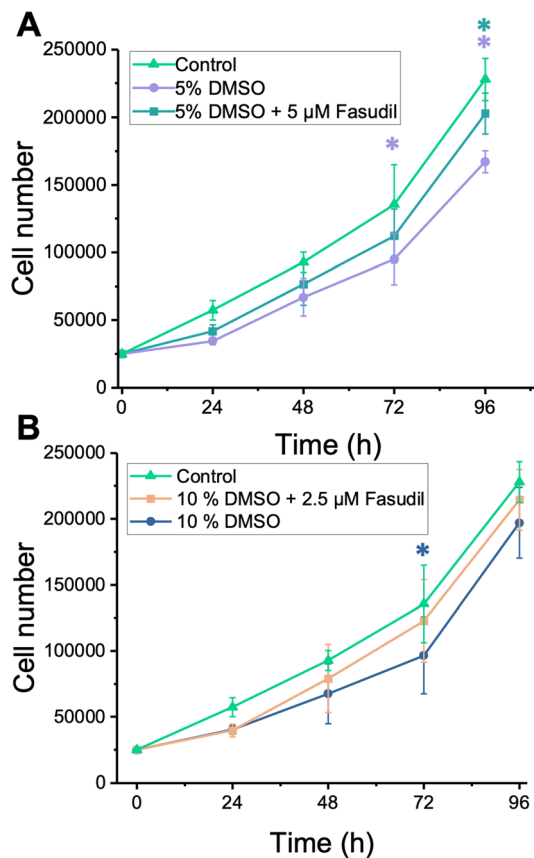 A
250000
200000
150000
100000
50000
0
Cell number
Control
5% DMSO
5% DMSO + 5 µM Fasudil
*
*
*
0 24 48 72 96
Time (h)
B
250000
200000
150000
100000
50000
0
Cell number
Control
10 % DMSO + 2.5 µM Fasudil
10 % DMSO
*
0 24 48 72 96
Time (h)